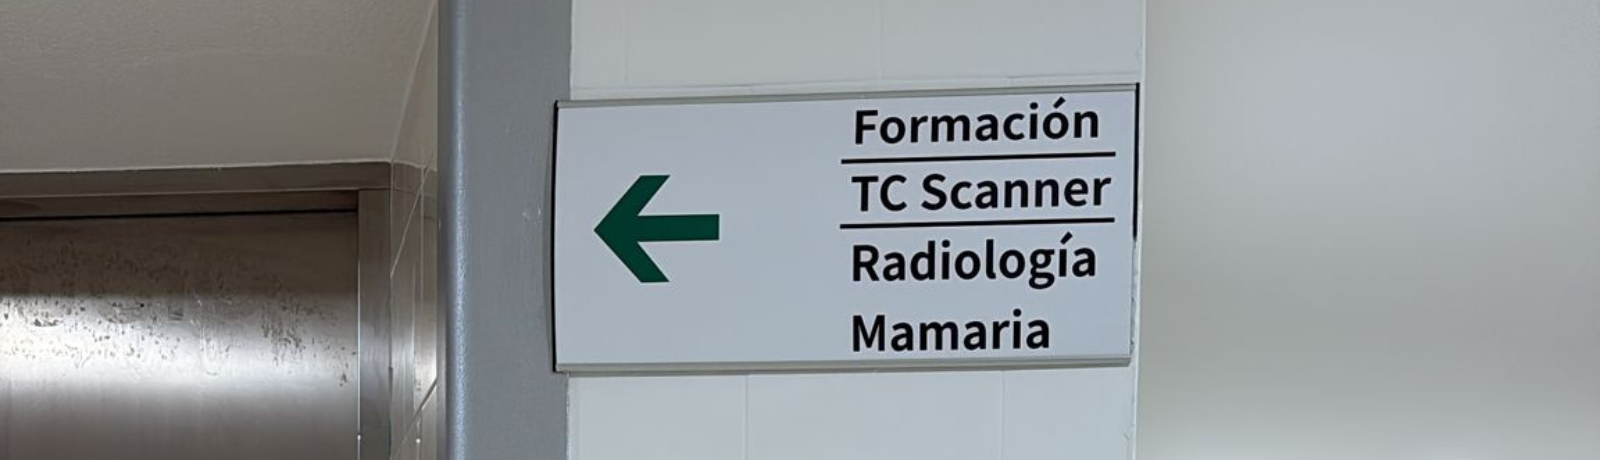 Formación
TC Scanner
Radiología
Mamaria